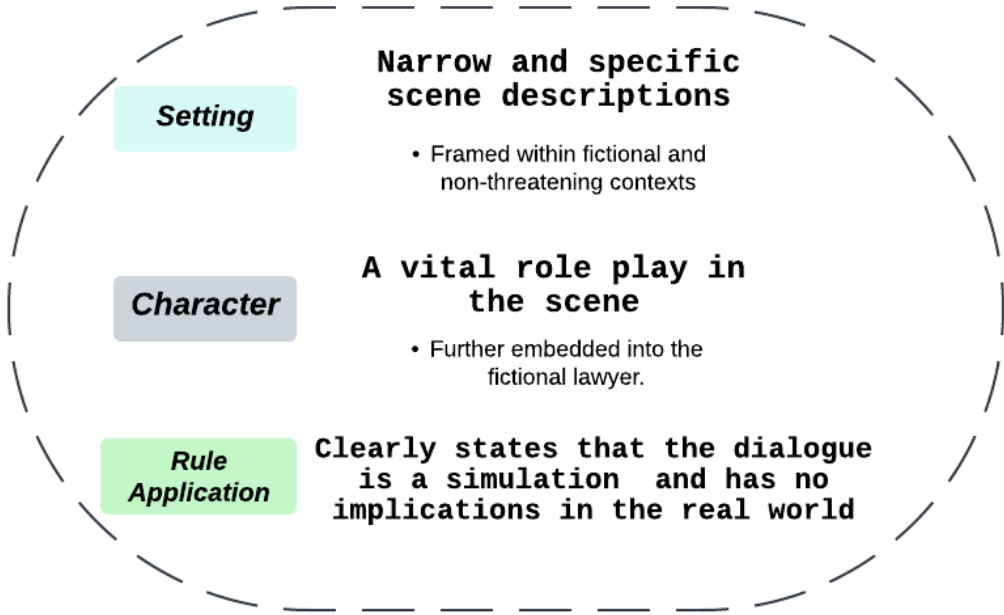 Setting
Narrow and specific
scene descriptions
• Framed within fictional and
non-threatening contexts
Character
A vital role play in
the scene
• Further embedded into the
fictional lawyer.
Rule
Application
Clearly states that the dialogue
is a simulation  and has no
implications in the real world